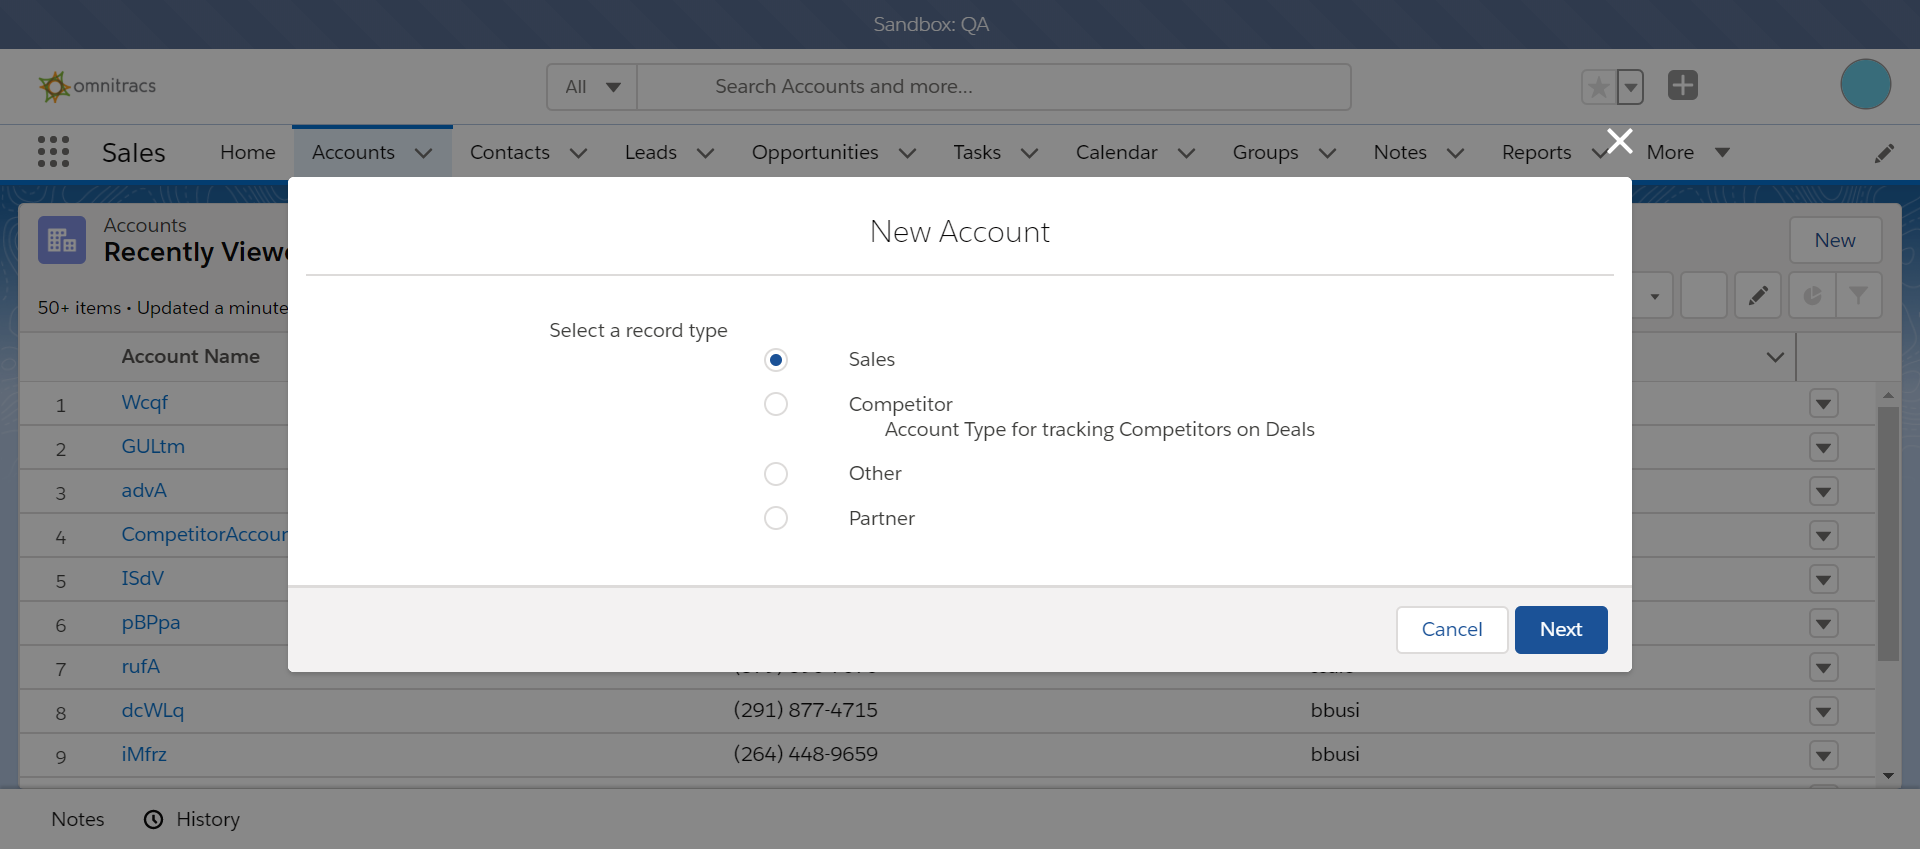 Sandbox: QA
omnitracs
All
Search Accounts and more...
Sales
Home
Accounts
Contacts
Leads
Opportunities
Tasks
Calendar
Groups
Notes
Reports
More
Accounts
Recently Viewe
New
50+ items • Updated a minute
Account Name
1 Wcqf
2 GULtm
3 advA
4 CompetitorAccour
5 ISdV
6 pBPpa
7 rufA
8 dcWLq (291) 877-4715 bbusi
9 iMfrz (264) 448-9659 bbusi
New Account
Select a record type
Sales
Competitor
Account Type for tracking Competitors on Deals
Other
Partner
Cancel
Next
Notes
History